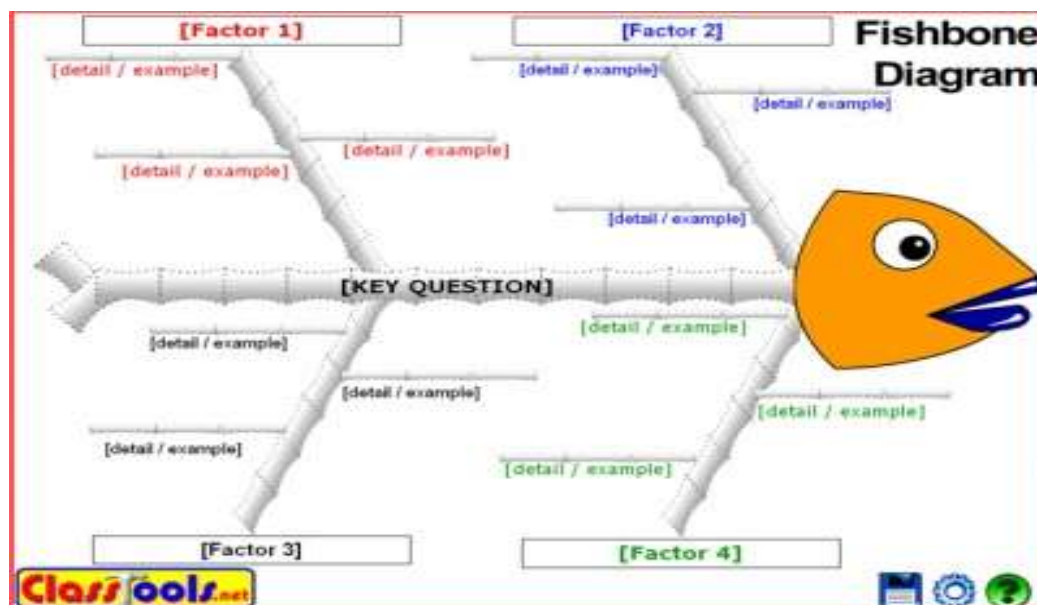 [Factor 1]
[Factor 2]
Fishbone
Diagram
[detail / example]
[detail / example]
[detail / example]
[detail / example]
[detail / example]
[detail / example]
[KEY QUESTION]
[detail / example]
[detail / example]
[detail / example]
[detail / example]
[detail / example]
[detail / example]
[Factor 3]
[Factor 4]
ClassTools.net
?